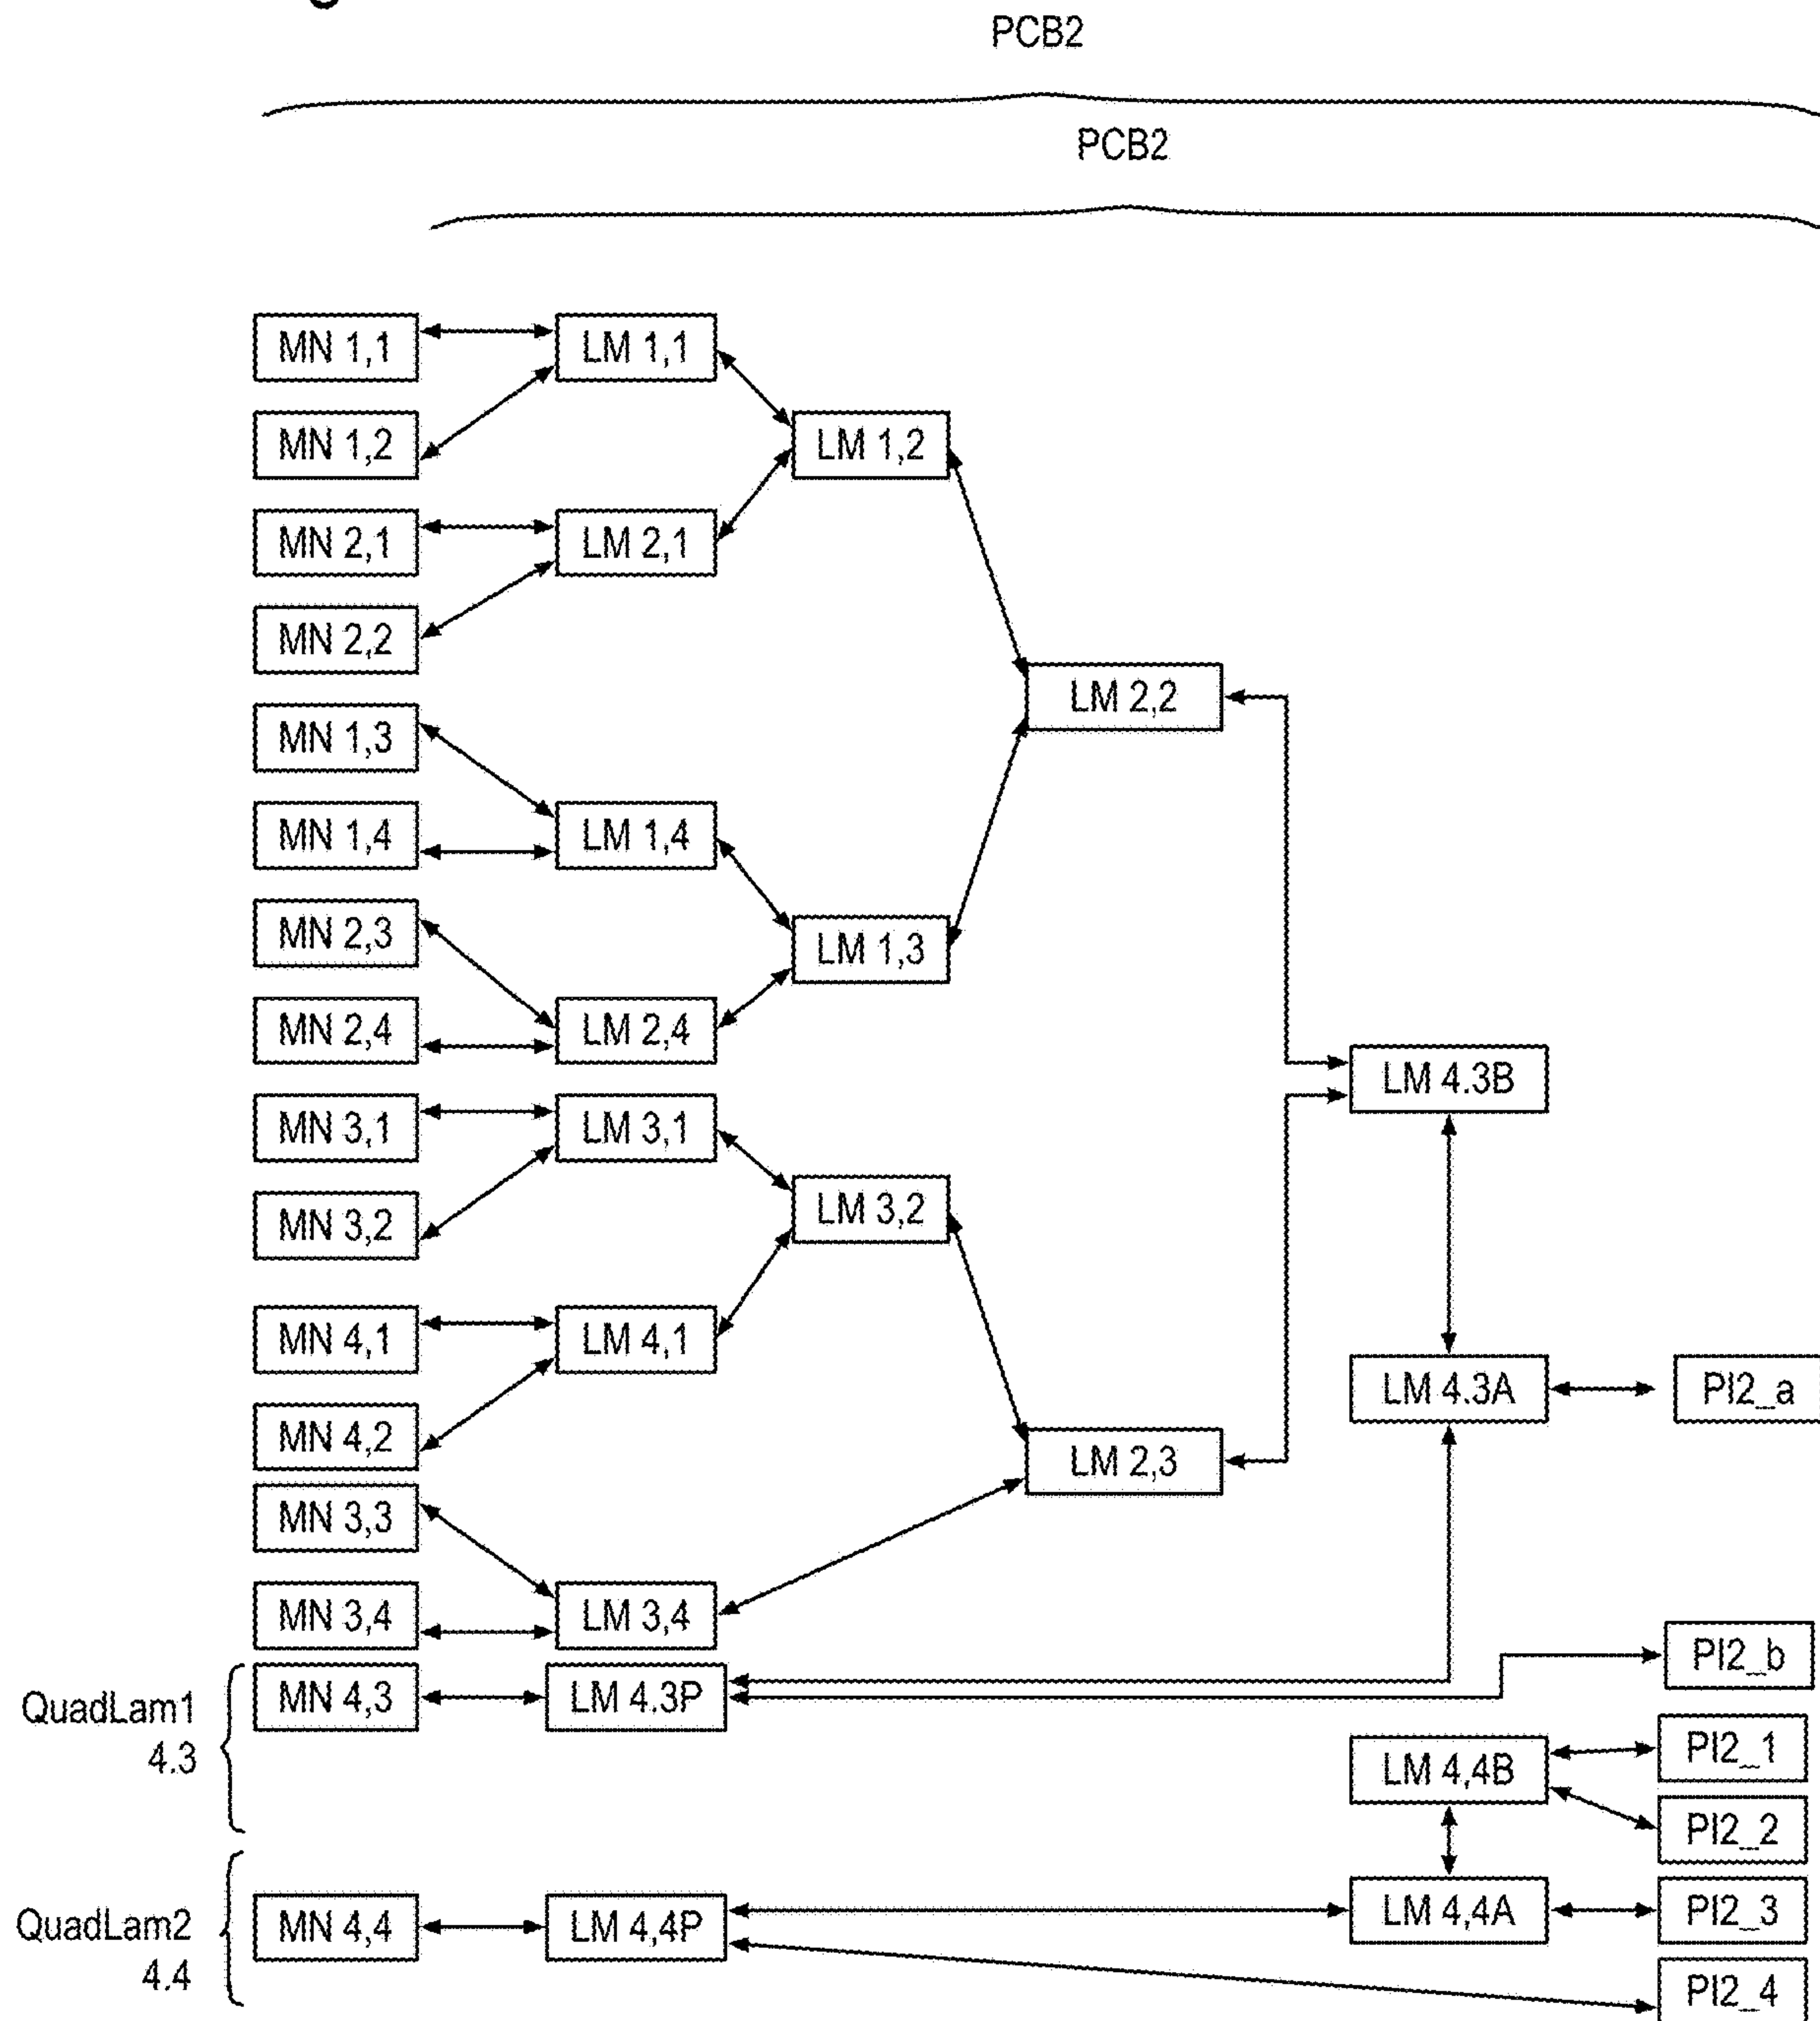 PCB2
PCB2
MN 1,1
LM 1,1
MN 1,2
LM 1,2
MN 2,1
LM 2,1
MN 2,2
LM 2,2
MN 1,3
MN 1,4
LM 1,4
MN 2,3
LM 1,3
MN 2,4
LM 2,4
LM 4.3B
MN 3,1
LM 3,1
MN 3,2
LM 3,2
MN 4,1
LM 4,1
LM 4.3A
PI2_a
MN 4,2
LM 2,3
MN 3,3
MN 3,4
LM 3,4
PI2_b
QuadLam1
4.3
MN 4,3
LM 4.3P
PI2_1
LM 4,4B
PI2_2
QuadLam2
4.4
MN 4,4
LM 4,4P
LM 4,4A
PI2_3
PI2_4